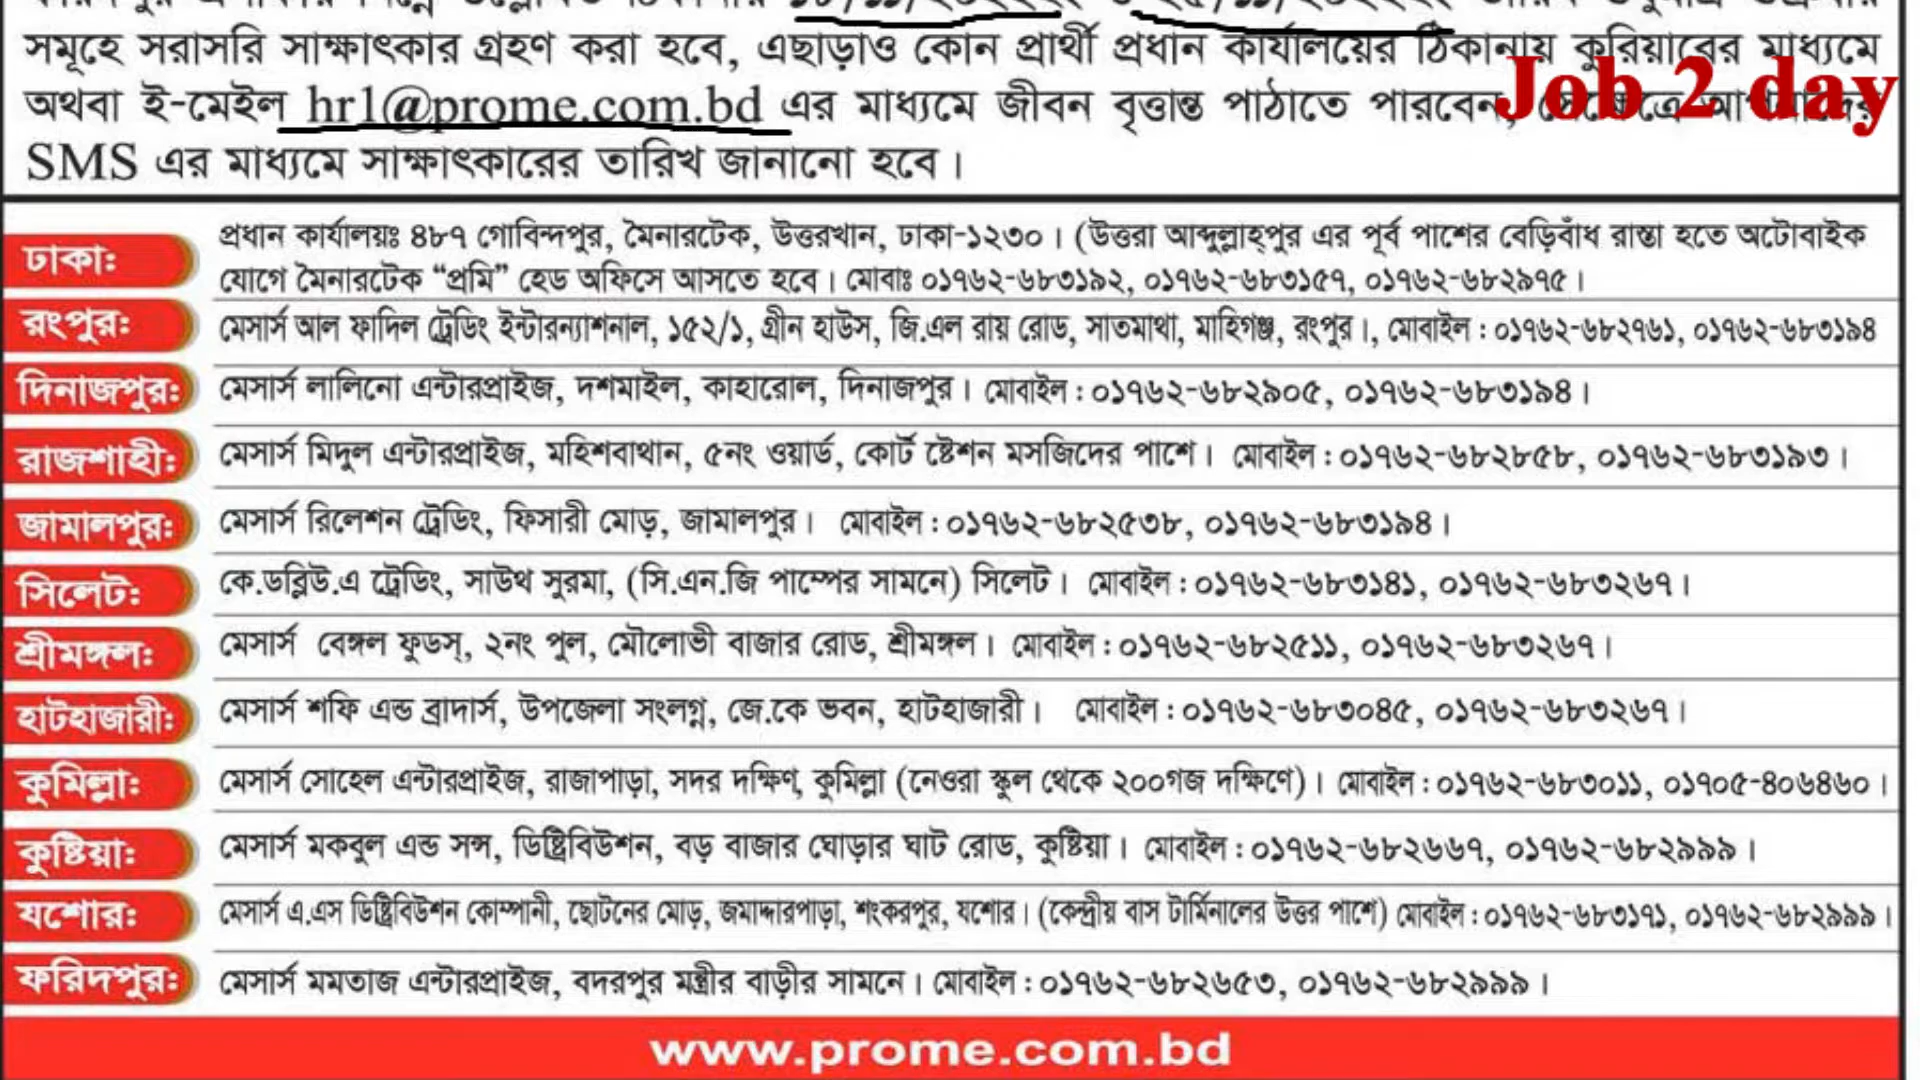 সমূহে সরাসরি সাক্ষাৎকার গ্রহণ করা হবে, এছাড়াও কোন প্রার্থী প্রধান কার্যালয়ের ঠিকানায় কুরিয়ারের মাধ্যমে
অথবা ই-মেইল hr1@prome.com.bd এর মাধ্যমে জীবন বৃত্তান্ত পাঠাতে পারবেন,
Job 2 day
SMS এর মাধ্যমে সাক্ষাৎকারের তারিখ জানানো হবে।
ঢাকাঃ প্রধান কার্যালয়ঃ ৪৮৭ গোবিন্দপুর, মৈনারটেক, উত্তরখান, ঢাকা-১২৩০। (উত্তরা আব্দুল্লাহ্পুর এর পূর্ব পাশের বেড়িবাঁধ রাস্তা হতে অটোবাইক
যোগে মৈনারটেক “প্রমি” হেড অফিসে আসতে হবে। মোবাঃ ০১৭৬২-৬৮৩১৯২, ০১৭৬২-৬৮৩১৫৭, ০১৭৬২-৬৮২৯৭৫।
রংপুরঃ মেসার্স আল ফাদিল ট্রেডিং ইন্টারন্যাশনাল, ১৫২/১, গ্রীন হাউস, জি.এল রায় রোড, সাতমাথা, মাহিগঞ্জ, রংপুর।, মোবাইল : ০১৭৬২-৬৮২৭৬১, ০১৭৬২-৬৮৩১৯৪
দিনাজপুরঃ মেসার্স লালিনো এন্টারপ্রাইজ, দশমাইল, কাহারোল, দিনাজপুর। মোবাইল : ০১৭৬২-৬৮২৯০৫, ০১৭৬২-৬৮৩১৯৪।
রাজশাহীঃ মেসার্স মিদুল এন্টারপ্রাইজ, মহিশবাথান, ৫নং ওয়ার্ড, কোর্ট ষ্টেশন মসজিদের পাশে। মোবাইল : ০১৭৬২-৬৮২৮৫৮, ০১৭৬২-৬৮৩১৯৩।
জামালপুরঃ মেসার্স রিলেশন ট্রেডিং, ফিসারী মোড়, জামালপুর। মোবাইল : ০১৭৬২-৬৮২৫৩৮, ০১৭৬২-৬৮৩১৯৪।
সিলেটঃ কে.ডব্লিউ.এ ট্রেডিং, সাউথ সুরমা, (সি.এন.জি পাম্পের সামনে) সিলেট। মোবাইল : ০১৭৬২-৬৮৩১৪১, ০১৭৬২-৬৮৩২৬৭।
শ্রীমঙ্গলঃ মেসার্স বেঙ্গল ফুডস্, ২নং পুল, মৌলোভী বাজার রোড, শ্রীমঙ্গল। মোবাইল : ০১৭৬২-৬৮২৫১১, ০১৭৬২-৬৮৩২৬৭।
হাটহাজারীঃ মেসার্স শফি এন্ড ব্রাদার্স, উপজেলা সংলগ্ন, জে.কে ভবন, হাটহাজারী। মোবাইল : ০১৭৬২-৬৮৩০৪৫, ০১৭৬২-৬৮৩২৬৭।
কুমিল্লাঃ মেসার্স সোহেল এন্টারপ্রাইজ, রাজাপাড়া, সদর দক্ষিণ, কুমিল্লা (নেওরা স্কুল থেকে ২০০গজ দক্ষিণে)। মোবাইল : ০১৭৬২-৬৮৩০১১, ০১৭০৫-৪০৬৪৬০।
কুষ্টিয়াঃ মেসার্স মকবুল এন্ড সন্স, ডিষ্ট্রিবিউশন, বড় বাজার ঘোড়ার ঘাট রোড, কুষ্টিয়া। মোবাইল : ০১৭৬২-৬৮২৬৬৭, ০১৭৬২-৬৮২৯৯৯।
যশোরঃ মেসার্স এ.এস ডিষ্ট্রিবিউশন কোম্পানী, ছোটনের মোড়, জমাদ্দারপাড়া, শংকরপুর, যশোর। (কেন্দ্রীয় বাস টার্মিনালের উত্তর পাশে) মোবাইল : ০১৭৬২-৬৮৩১৭১, ০১৭৬২-৬৮২৯৯৯।
ফরিদপুরঃ মেসার্স মমতাজ এন্টারপ্রাইজ, বদরপুর মন্ত্রীর বাড়ীর সামনে। মোবাইল : ০১৭৬২-৬৮২৬৫৩, ০১৭৬২-৬৮২৯৯৯।
www.prome.com.bd